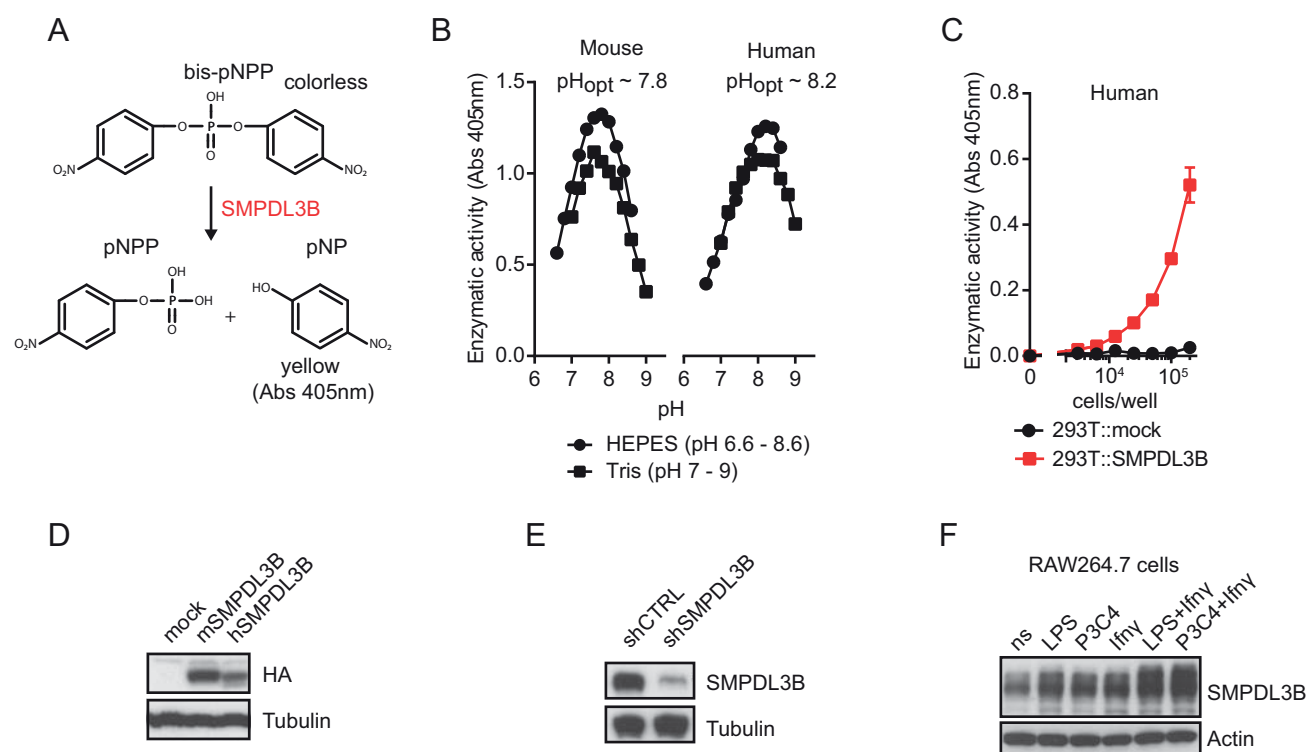 A
bis-pNPP
colorless
OH
O
P
O
O
O₂N
NO₂
SMPDL3B
pNPP
pNP
OH
O
P
OH
O
O₂N
+
HO
NO₂
yellow
(Abs 405nm)
B
Mouse
pHopt ~ 7.8
Human
pHopt ~ 8.2
Enzymatic activity (Abs 405nm)
1.5
1.0
0.5
0.0
6 7 8 9
6 7 8 9
pH
HEPES (pH 6.6 - 8.6)
Tris (pH 7 - 9)
C
Human
Enzymatic activity (Abs 405nm)
0.8
0.6
0.4
0.2
0.0
0 10⁴ 10⁵
cells/well
293T::mock
293T::SMPDL3B
D
mock
mSMPDL3B
hSMPDL3B
HA
Tubulin
E
shCTRL
shSMPDL3B
SMPDL3B
Tubulin
F
RAW264.7 cells
ns
LPS
P3C4
Ifnγ
LPS+Ifnγ
P3C4+Ifnγ
SMPDL3B
Actin